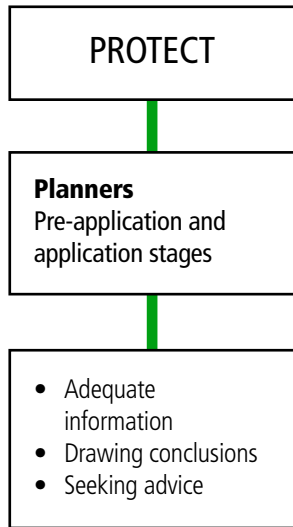 PROTECT
Planners
Pre-application and
application stages
• Adequate
information
• Drawing conclusions
• Seeking advice